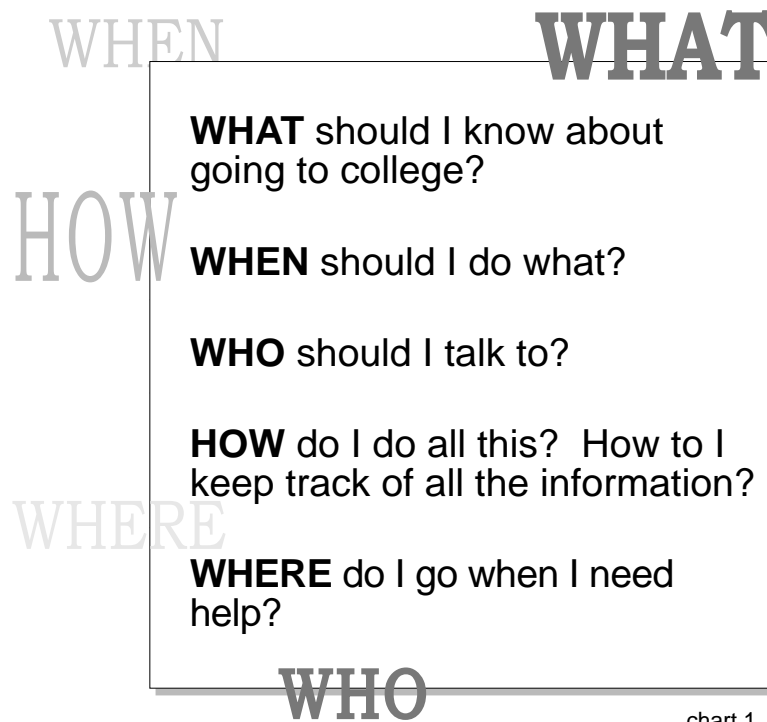 WHEN
WHAT
WHAT should I know about
going to college?
HOW
WHEN should I do what?
WHO should I talk to?
HOW do I do all this?  How to I
keep track of all the information?
WHERE
WHERE do I go when I need
help?
WHO
chart 1